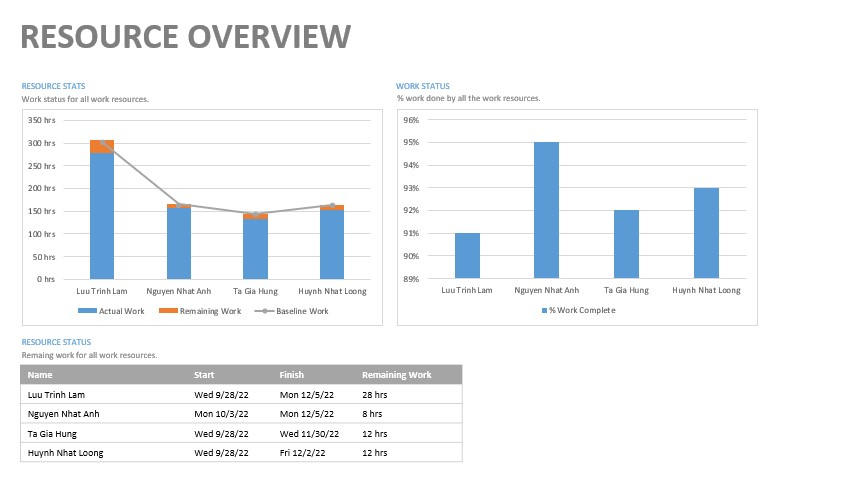 RESOURCE OVERVIEW
RESOURCE STATS
Work status for all work resources.
350 hrs
300 hrs
250 hrs
200 hrs
150 hrs
100 hrs
50 hrs
0 hrs
Luu Trinh Lam Nguyen Nhat Anh Ta Gia Hung Huynh Nhat Loong
Actual Work Remaining Work Baseline Work
WORK STATUS
% work done by all the work resources.
96%
95%
94%
93%
92%
91%
90%
89%
Luu Trinh Lam Nguyen Nhat Anh Ta Gia Hung Huynh Nhat Loong
% Work Complete
RESOURCE STATUS
Remaing work for all work resources.
Name Start Finish Remaining Work
Luu Trinh Lam Wed 9/28/22 Mon 12/5/22 28 hrs
Nguyen Nhat Anh Mon 10/3/22 Mon 12/5/22 8 hrs
Ta Gia Hung Wed 9/28/22 Wed 11/30/22 12 hrs
Huynh Nhat Loong Wed 9/28/22 Fri 12/2/22 12 hrs